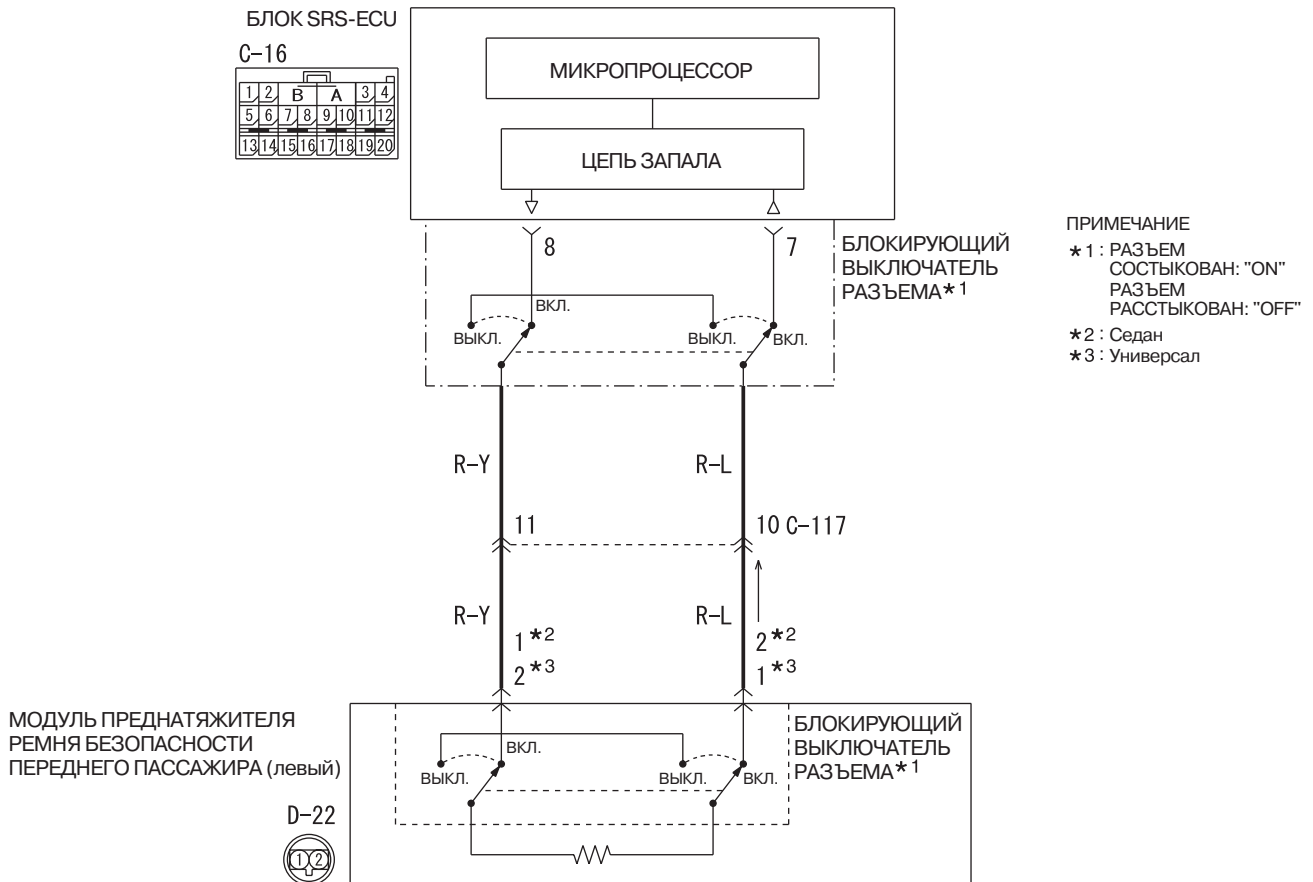 БЛОК SRS-ECU
C-16
1 2 B A 3 4
5 6 7 8 9 10 11 12
13 14 15 16 17 18 19 20
МИКРОПРОЦЕССОР
ЦЕПЬ ЗАПАЛА
8
7
БЛОКИРУЮЩИЙ
ВЫКЛЮЧАТЕЛЬ
РАЗЪЕМА*1
ВКЛ.
ВЫКЛ.
ВЫКЛ.
ВКЛ.
ПРИМЕЧАНИЕ
*1: РАЗЪЕМ
СОСТЫКОВАН: "ON"
РАЗЪЕМ
РАССТЫКОВАН: "OFF"
*2: Седан
*3: Универсал
R-Y
R-L
11
10 C-117
R-Y
R-L
1*2
2*3
2*2
1*3
МОДУЛЬ ПРЕДНАТЯЖИТЕЛЯ
РЕМНЯ БЕЗОПАСНОСТИ
ПЕРЕДНЕГО ПАССАЖИРА (левый)
D-22
1 2
ВКЛ.
ВЫКЛ.
ВЫКЛ.
ВКЛ.
БЛОКИРУЮЩИЙ
ВЫКЛЮЧАТЕЛЬ
РАЗЪЕМА*1